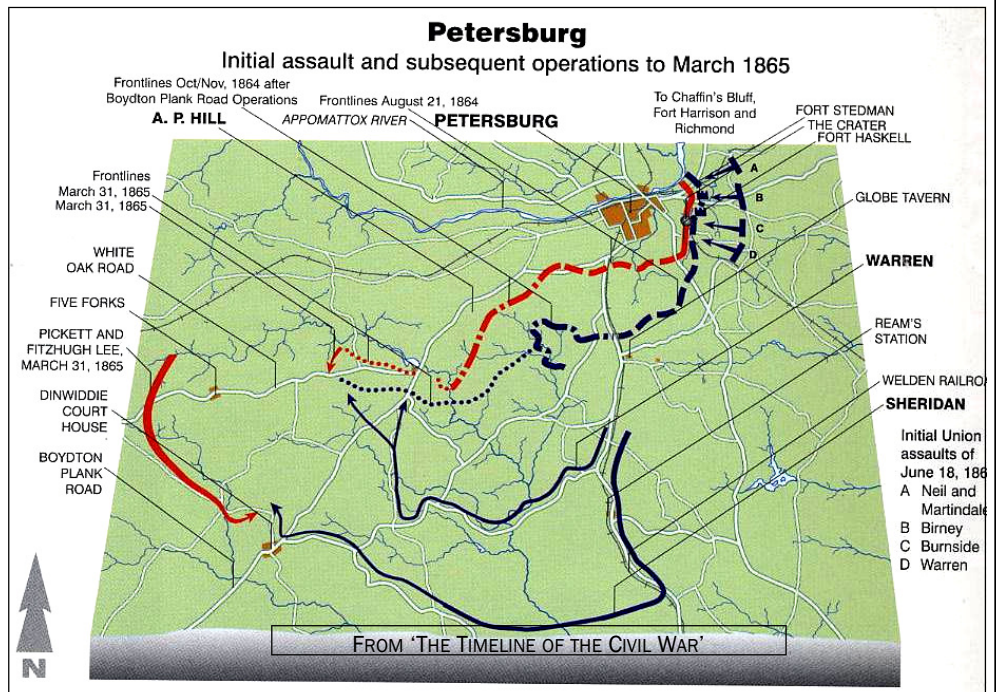 Petersburg
Initial assault and subsequent operations to March 1865
Frontlines Oct/Nov, 1864 after
Boydton Plank Road Operations
A. P. HILL
Frontlines August 21, 1864
APPOMATTOX RIVER
PETERSBURG
To Chaffin's Bluff,
Fort Harrison and
Richmond
FORT STEDMAN
THE CRATER
FORT HASKELL
Frontlines
March 31, 1865
March 31, 1865
WHITE
OAK ROAD
FIVE FORKS
PICKETT AND
FITZHUGH LEE,
MARCH 31, 1865
DINWIDDIE
COURT
HOUSE
BOYDTON
PLANK
ROAD
A
B
C
D
GLOBE TAVERN
WARREN
REAM'S
STATION
WELDEN RAILRO
SHERIDAN
Initial Union
assaults of
June 18, 186
A Neil and
Martindale
B Birney
C Burnside
D Warren
N
FROM 'THE TIMELINE OF THE CIVIL WAR'